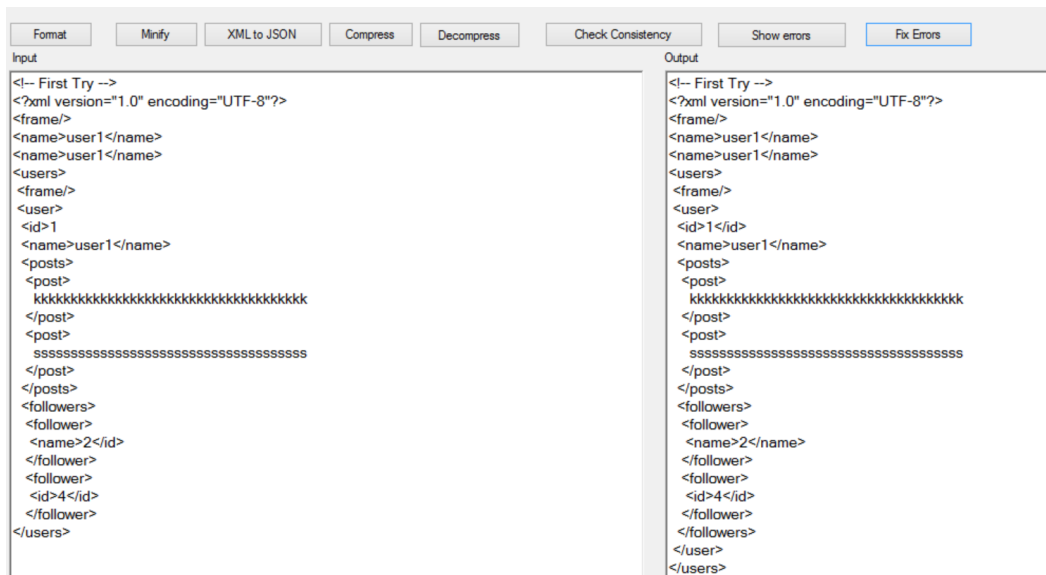 Format Minify XML to JSON Compress Decompress Check Consistency Show errors Fix Errors
Input
<!-- First Try -->
<?xml version="1.0" encoding="UTF-8"?>
<frame/>
<name>user1</name>
<name>user1</name>
<users>
<frame/>
<user>
<id>1
<name>user1</name>
<posts>
<post>
kkkkkkkkkkkkkkkkkkkkkkkkkkkkkkkkkkkkkk
</post>
<post>
ssssssssssssssssssssssssssssssssssssss
</post>
</posts>
<followers>
<follower>
<name>2</id>
</follower>
<follower>
<id>4</id>
</follower>
</users>
Output
<!-- First Try -->
<?xml version="1.0" encoding="UTF-8"?>
<frame/>
<name>user1</name>
<name>user1</name>
<users>
<frame/>
<user>
<id>1</id>
<name>user1</name>
<posts>
<post>
kkkkkkkkkkkkkkkkkkkkkkkkkkkkkkkkkkkkkk
</post>
<post>
ssssssssssssssssssssssssssssssssssssss
</post>
</posts>
<followers>
<follower>
<name>2</name>
</follower>
<follower>
<id>4</id>
</follower>
</followers>
</user>
</users>